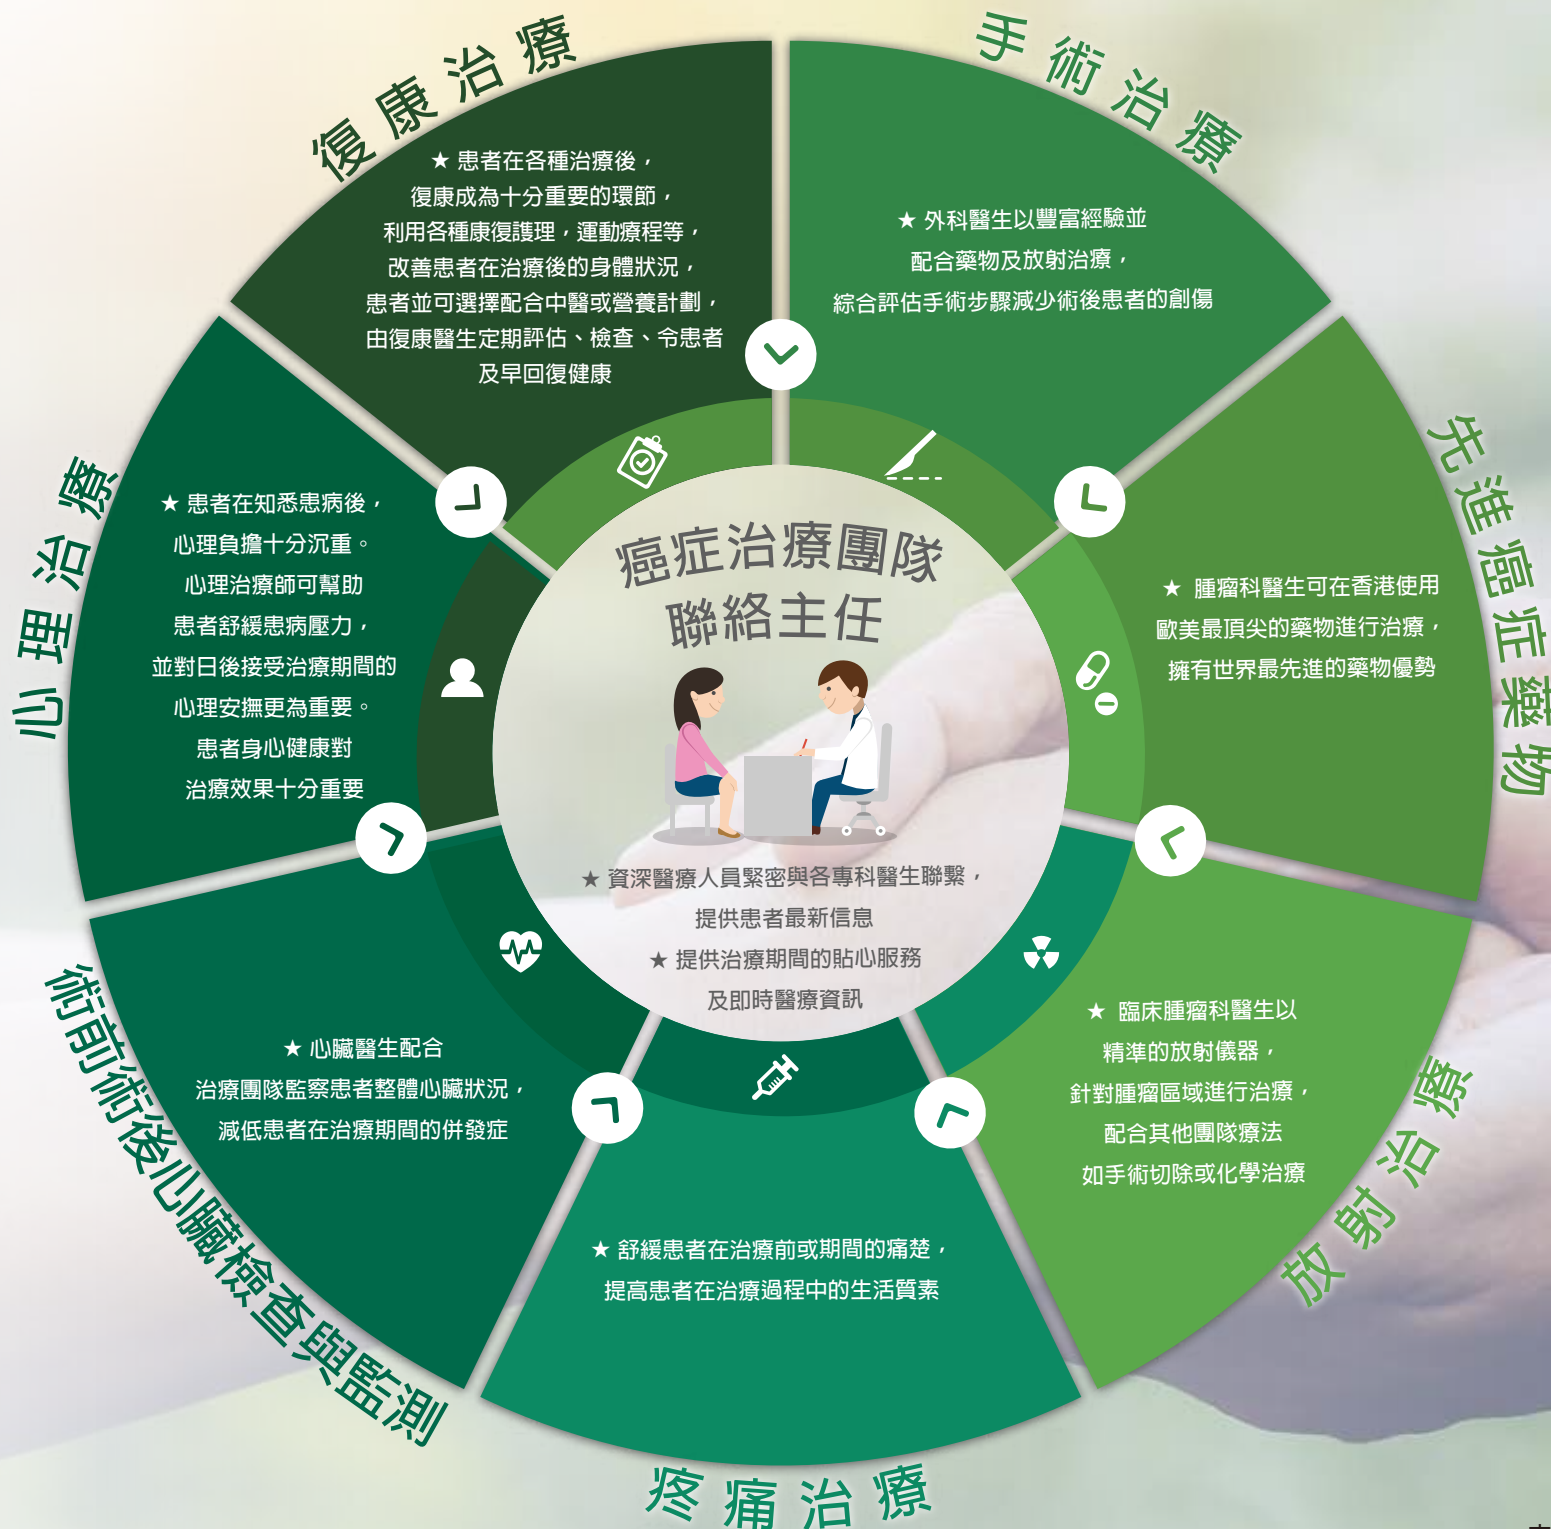 手術治療
★ 外科醫生以豐富經驗並
配合藥物及放射治療，
綜合評估手術步驟減少術後患者的創傷
先進癌症藥物
★ 腫瘤科醫生可在香港使用
歐美最頂尖的藥物進行治療，
擁有世界最先進的藥物優勢
放射治療
★ 臨床腫瘤科醫生以
精準的放射儀器，
針對腫瘤區域進行治療，
配合其他團隊療法
如手術切除或化學治療
疼痛治療
★ 舒緩患者在治療前或期間的痛楚，
提高患者在治療過程中的生活質素
術前術後心臟檢查與監測
★ 心臟醫生配合
治療團隊監察患者整體心臟狀況，
減低患者在治療期間的併發症
心理治療
★ 患者在知悉患病後，
心理負擔十分沉重。
心理治療師可幫助
患者舒緩患病壓力，
並對日後接受治療期間的
心理安撫更為重要。
患者身心健康對
治療效果十分重要
復康治療
★ 患者在各種治療後，
復康成為十分重要的環節，
利用各種康復護理，運動療程等，
改善患者在治療後的身體狀況，
患者並可選擇配合中醫或營養計劃，
由復康醫生定期評估、檢查、令患者
及早回復健康
癌症治療團隊
聯絡主任
★ 資深醫療人員緊密與各專科醫生聯繫，
提供患者最新信息
★ 提供治療期間的貼心服務
及即時醫療資訊